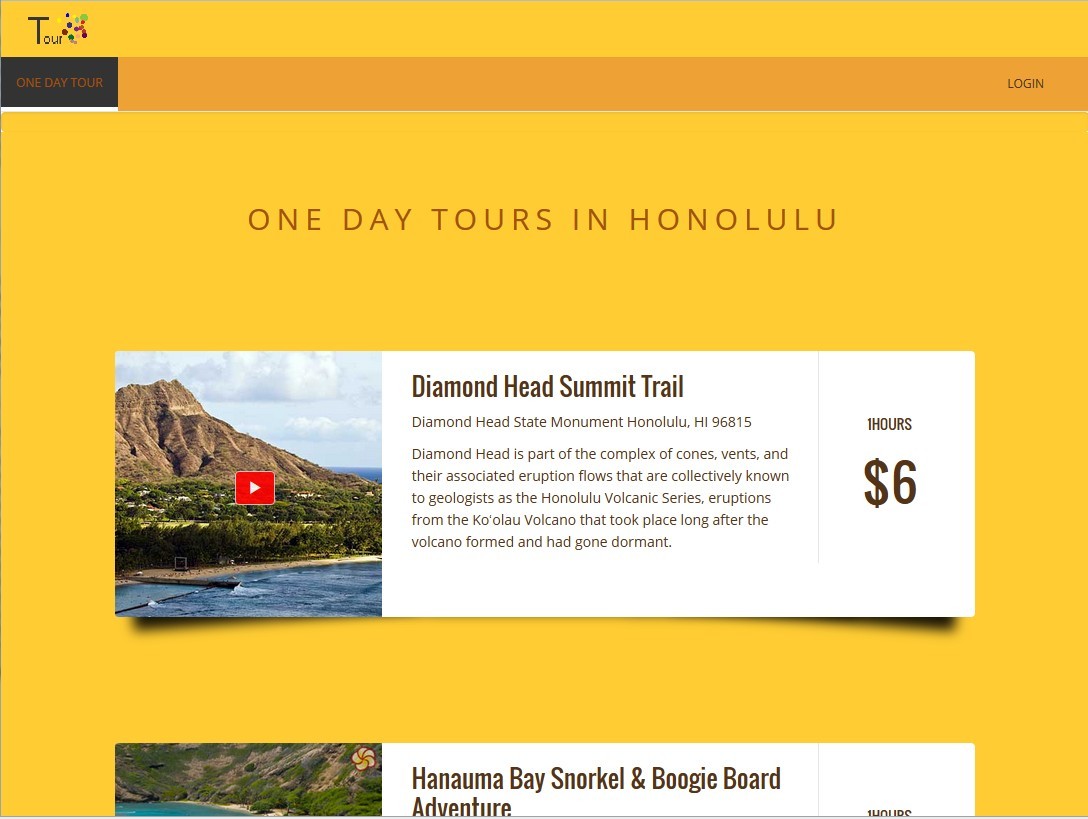 Tour
ONE DAY TOUR
LOGIN
ONE DAY TOURS IN HONOLULU
Diamond Head Summit Trail
Diamond Head State Monument Honolulu, HI 96815
Diamond Head is part of the complex of cones, vents, and
their associated eruption flows that are collectively known
to geologists as the Honolulu Volcanic Series, eruptions
from the Koʻolau Volcano that took place long after the
volcano formed and had gone dormant.
1HOURS
$6
Hanauma Bay Snorkel & Boogie Board
Adventure
1HOURS